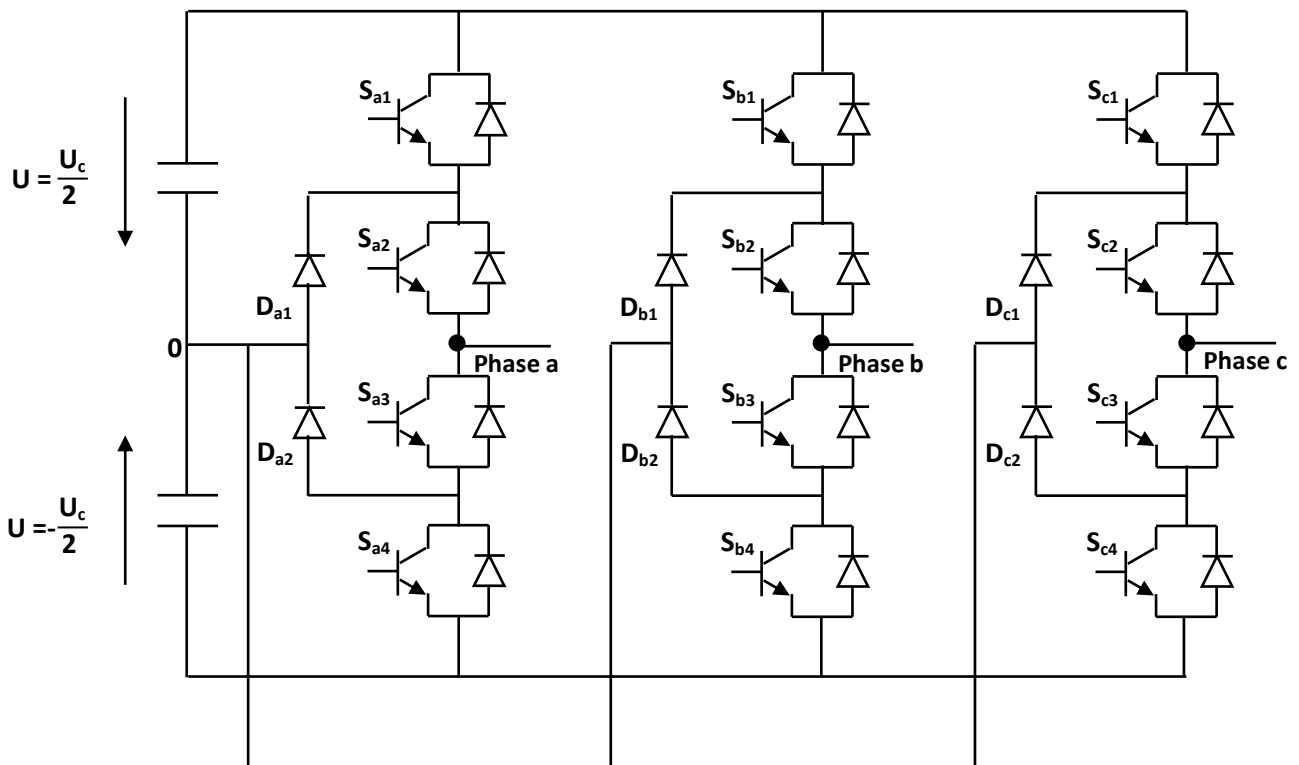 S_a1 S_b1 S_c1
U = U_c/2
S_a2 S_b2 S_c2
D_a1 D_b1 D_c1
0
Phase a Phase b Phase c
S_a3 S_b3 S_c3
D_a2 D_b2 D_c2
U =-U_c/2
S_a4 S_b4 S_c4